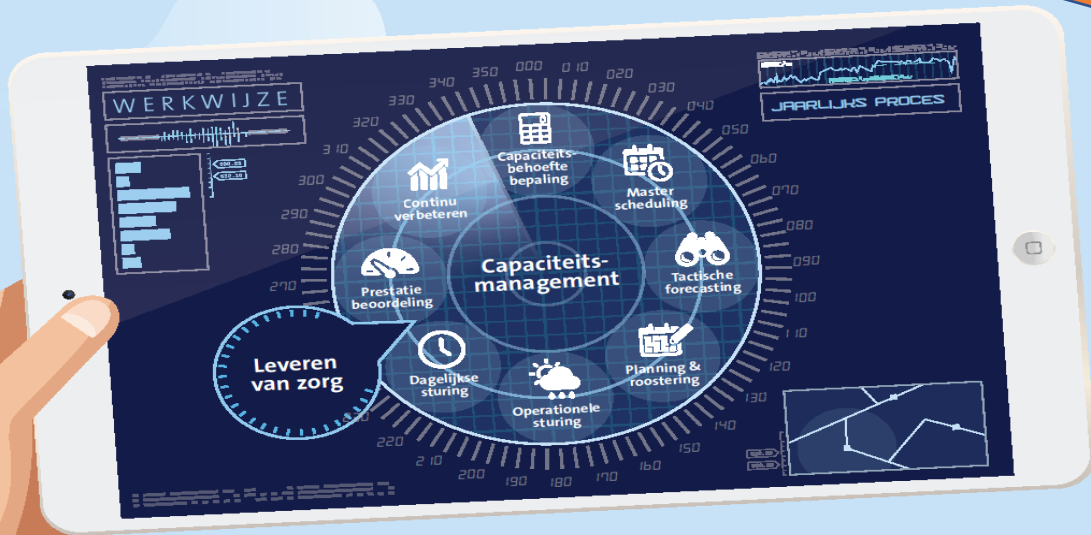 WERKWIJZE
JAARLIJKS PROCES
340
350
000
010
020
030
040
050
060
070
080
090
100
110
120
130
140
150
160
170
180
190
200
210
220
270
280
290
300
310
320
330
Capaciteits-
behoefte
bepaling
Master
scheduling
Tactische
forecasting
Planning &
roostering
Operationele
sturing
Dagelijkse
sturing
Prestatie
beoordeling
Continu
verbeteren
Capaciteits-
management
Leveren
van zorg